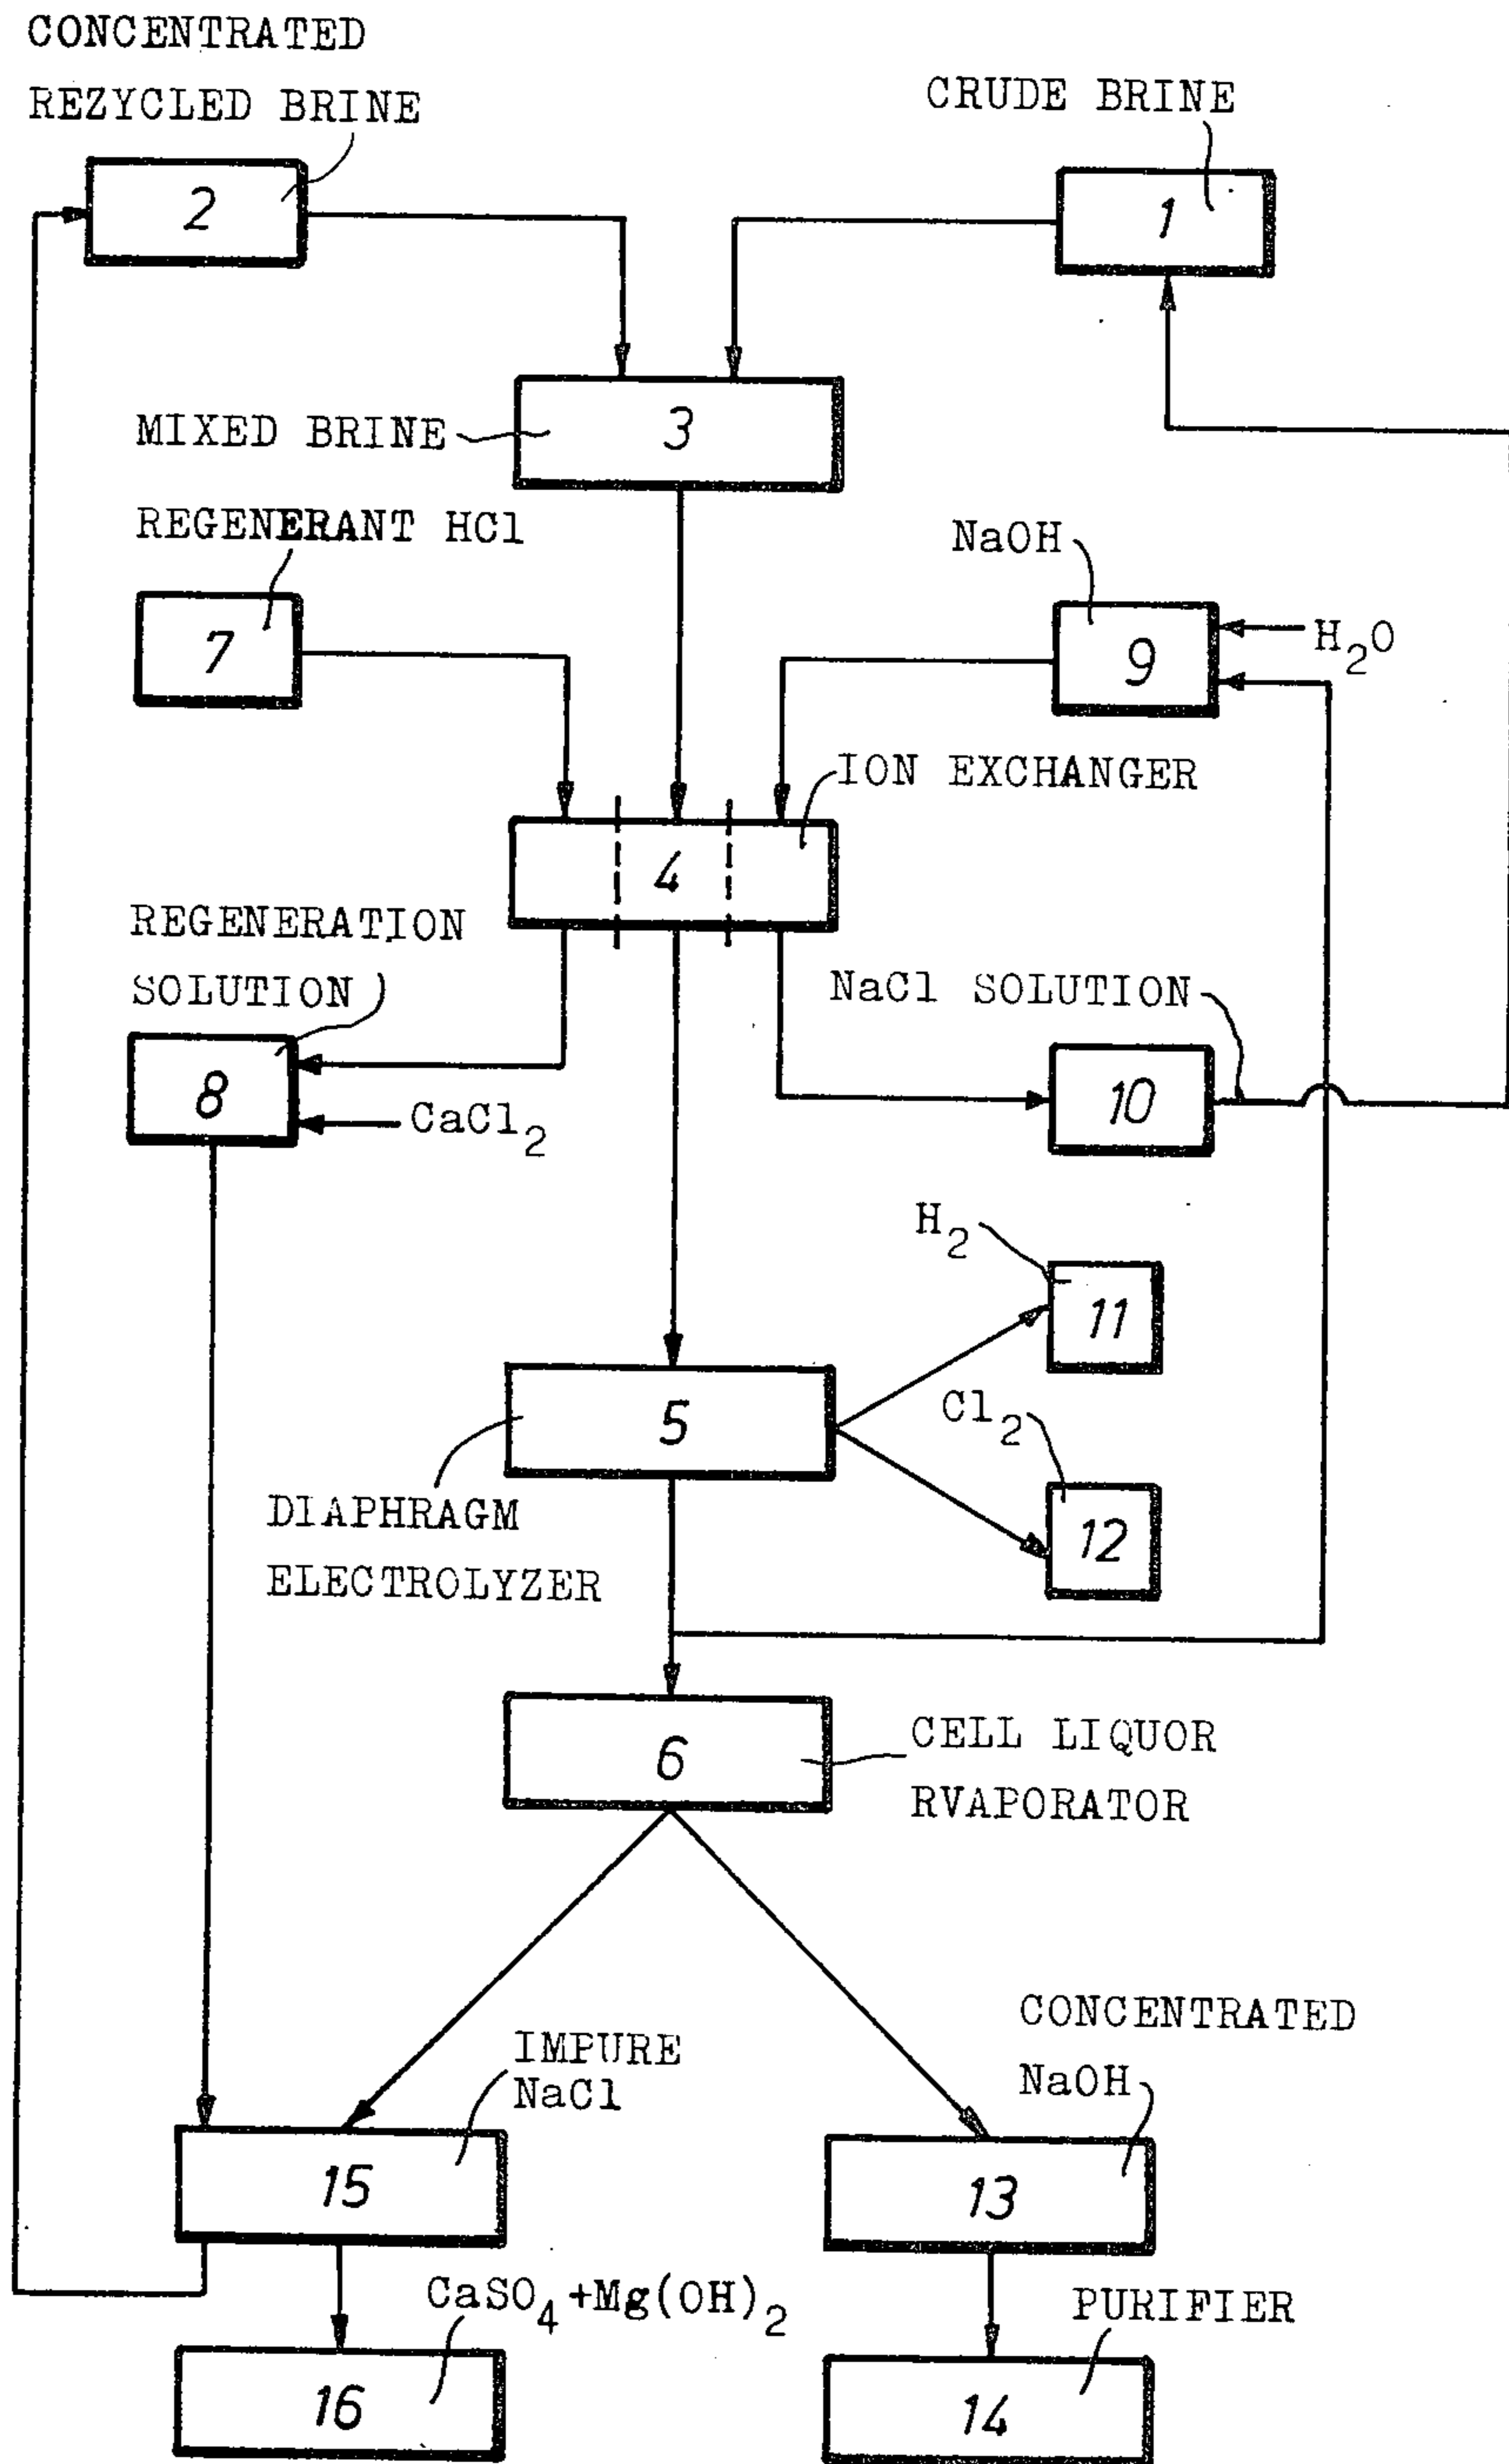 CONCENTRATED
REZYCLED BRINE
CRUDE BRINE
2
1
MIXED BRINE
3
REGENERANT HCl
NaOH
7
9
H2O
ION EXCHANGER
4
REGENERATION
SOLUTION
NaCl SOLUTION
8
CaCl2
10
H2
11
5
Cl2
12
DIAPHRAGM
ELECTROLYZER
6
CELL LIQUOR
RVAPORATOR
IMPURE
NaCl
CONCENTRATED
NaOH
15
13
CaSO4+Mg(OH)2
PURIFIER
16
14